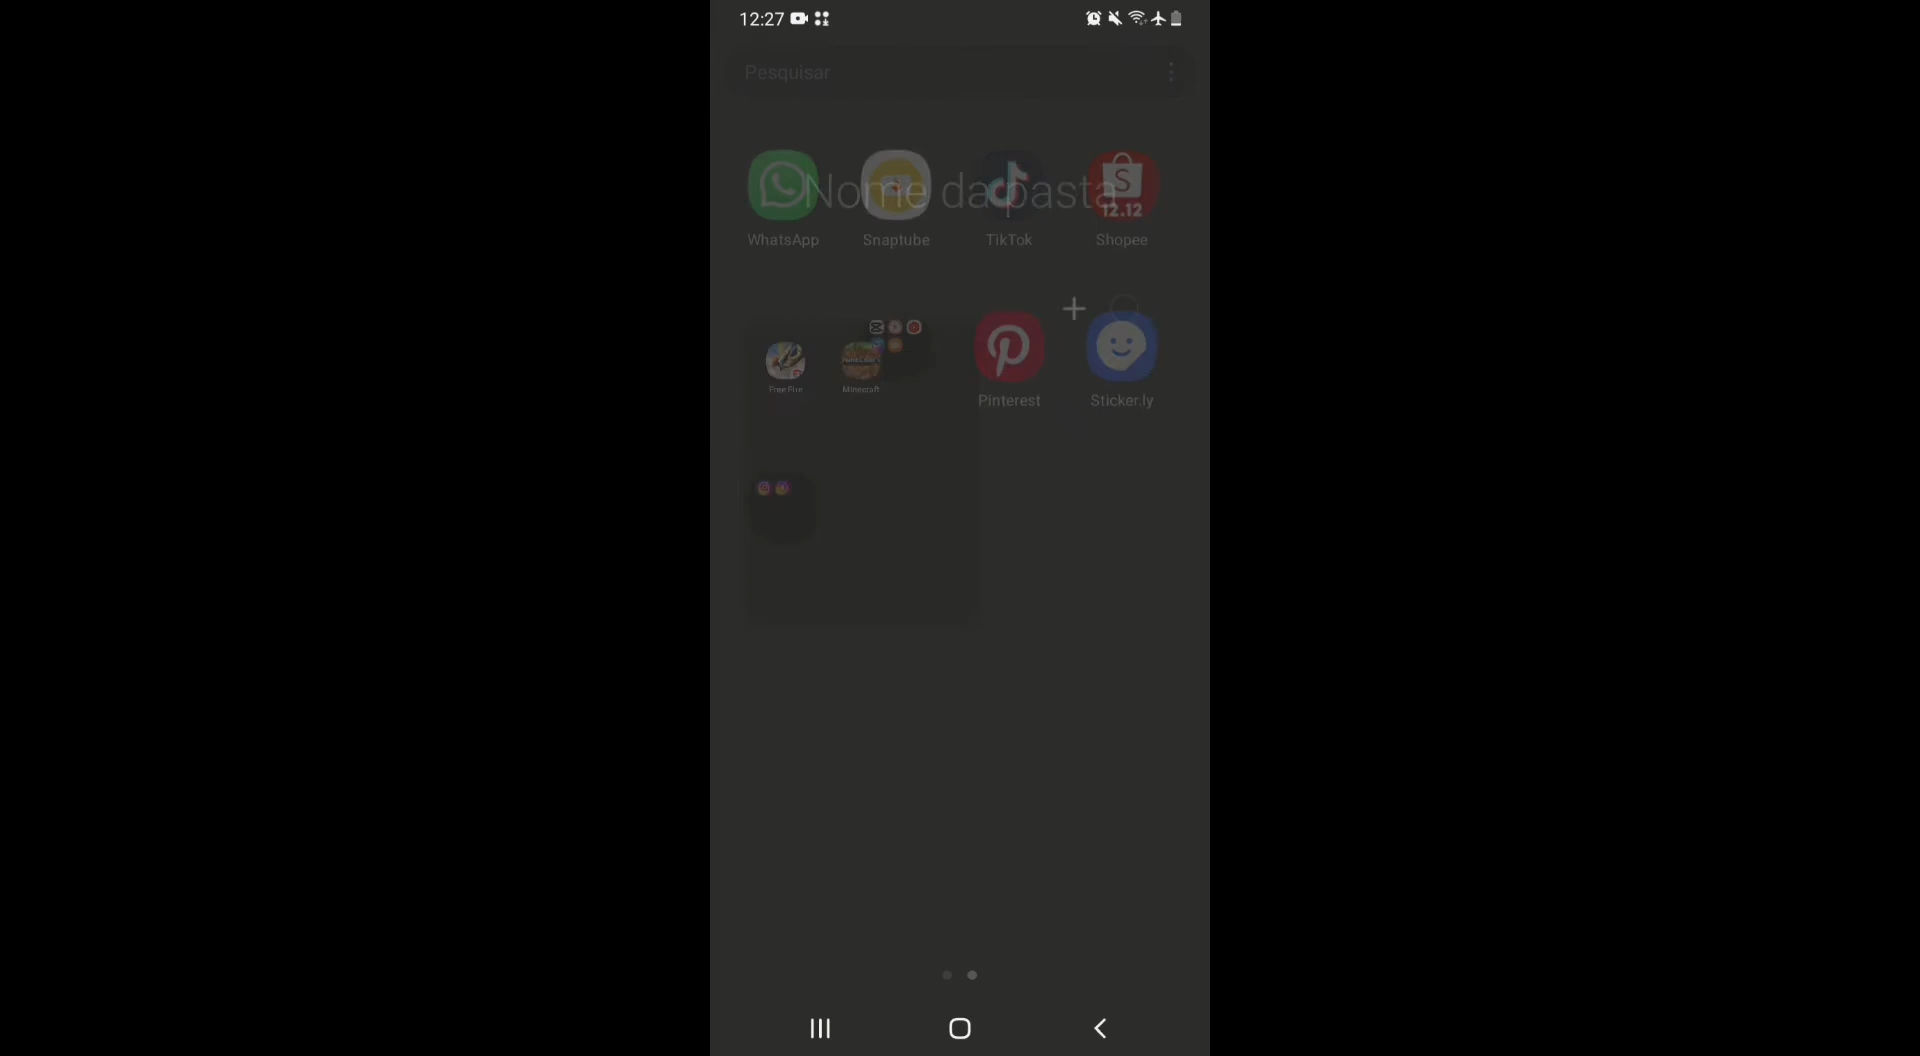 12:27
Pesquisar
Nome da pasta
S
12.12
WhatsApp
Snaptube
TikTok
Shopee
Free Fire
Minecraft
Pinterest
Sticker.ly